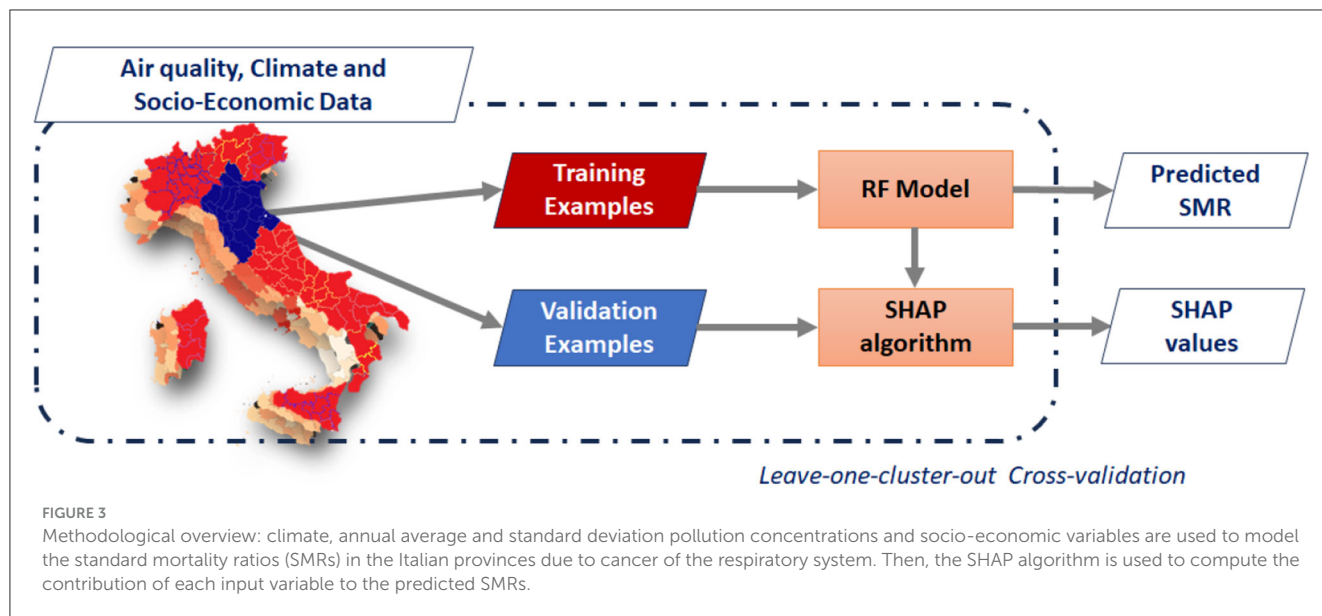 Air quality, Climate and
Socio-Economic Data
Training
Examples
RF Model
Predicted
SMR
Validation
Examples
SHAP
algorithm
SHAP
values
Leave-one-cluster-out Cross-validation
FIGURE 3
Methodological overview: climate, annual average and standard deviation pollution concentrations and socio-economic variables are used to model
the standard mortality ratios (SMRs) in the Italian provinces due to cancer of the respiratory system. Then, the SHAP algorithm is used to compute the
contribution of each input variable to the predicted SMRs.